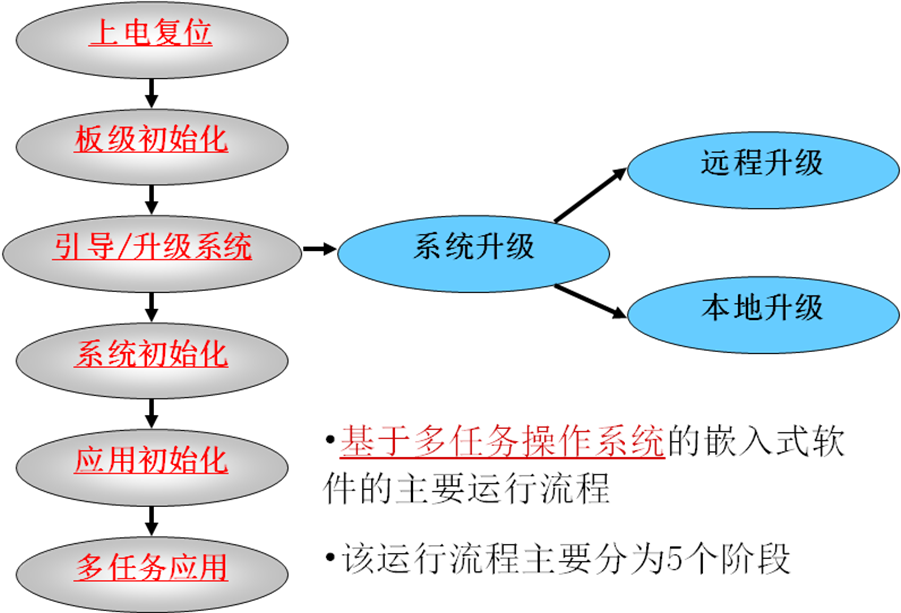 上电复位
板级初始化
引导/升级系统
系统初始化
应用初始化
多任务应用
系统升级
远程升级
本地升级
•基于多任务操作系统的嵌入式软
件的主要运行流程
•该运行流程主要分为5个阶段